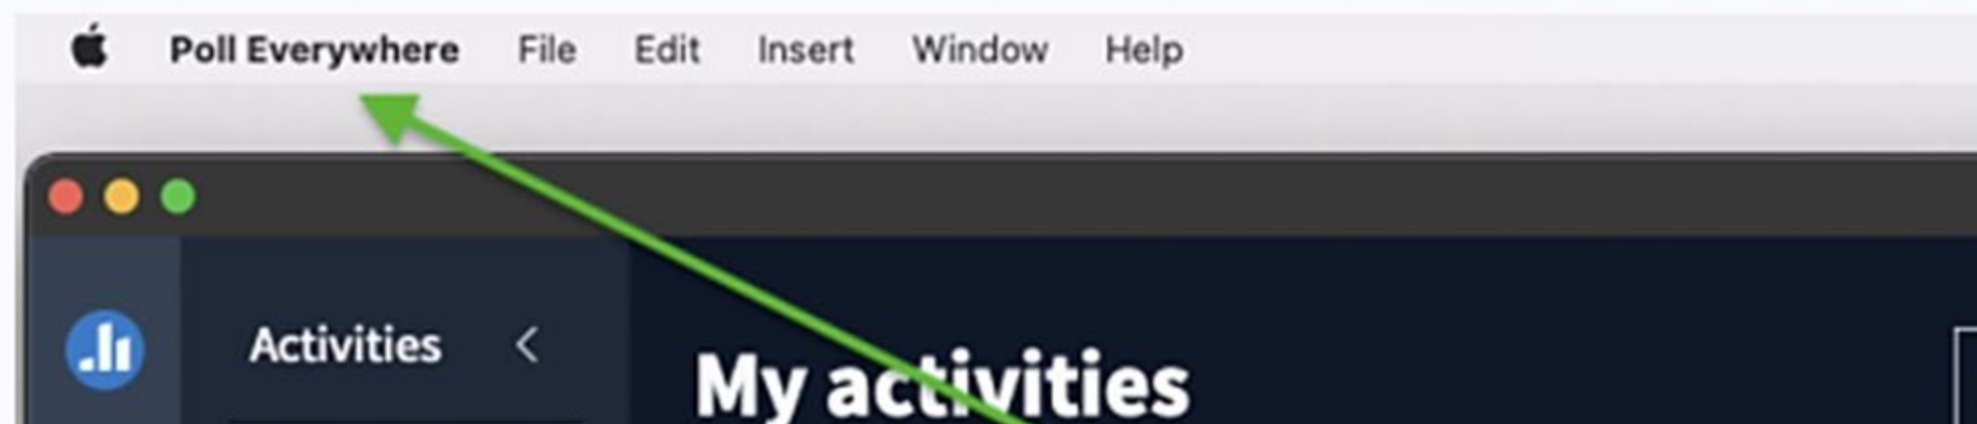 Poll Everywhere File Edit Insert Window Help
Activities
My activities